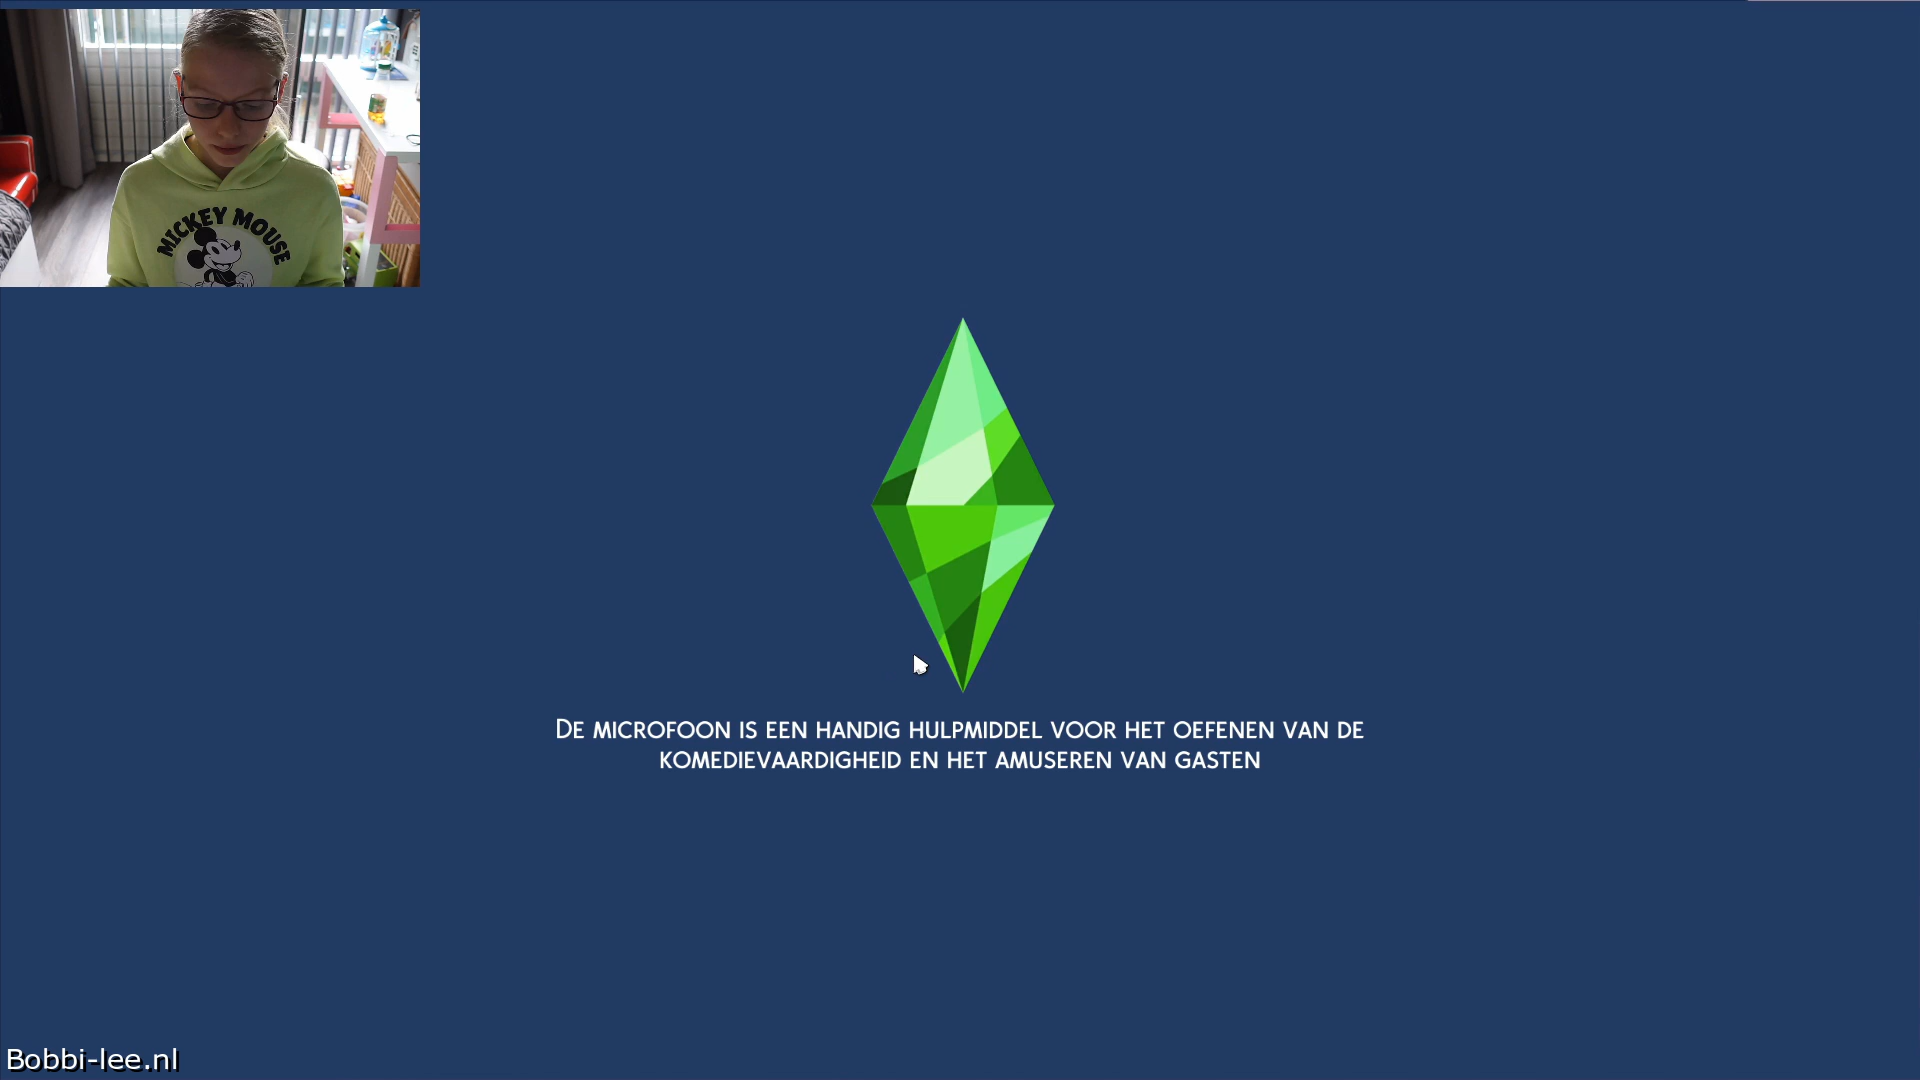 MICKEY MOUSE
DE MICROFOON IS EEN HANDIG HULPMIDDEL VOOR HET OEFENEN VAN DE
KOMEDIEVAARDIGHEID EN HET AMUSEREN VAN GASTEN
Bobbi-lee.nl